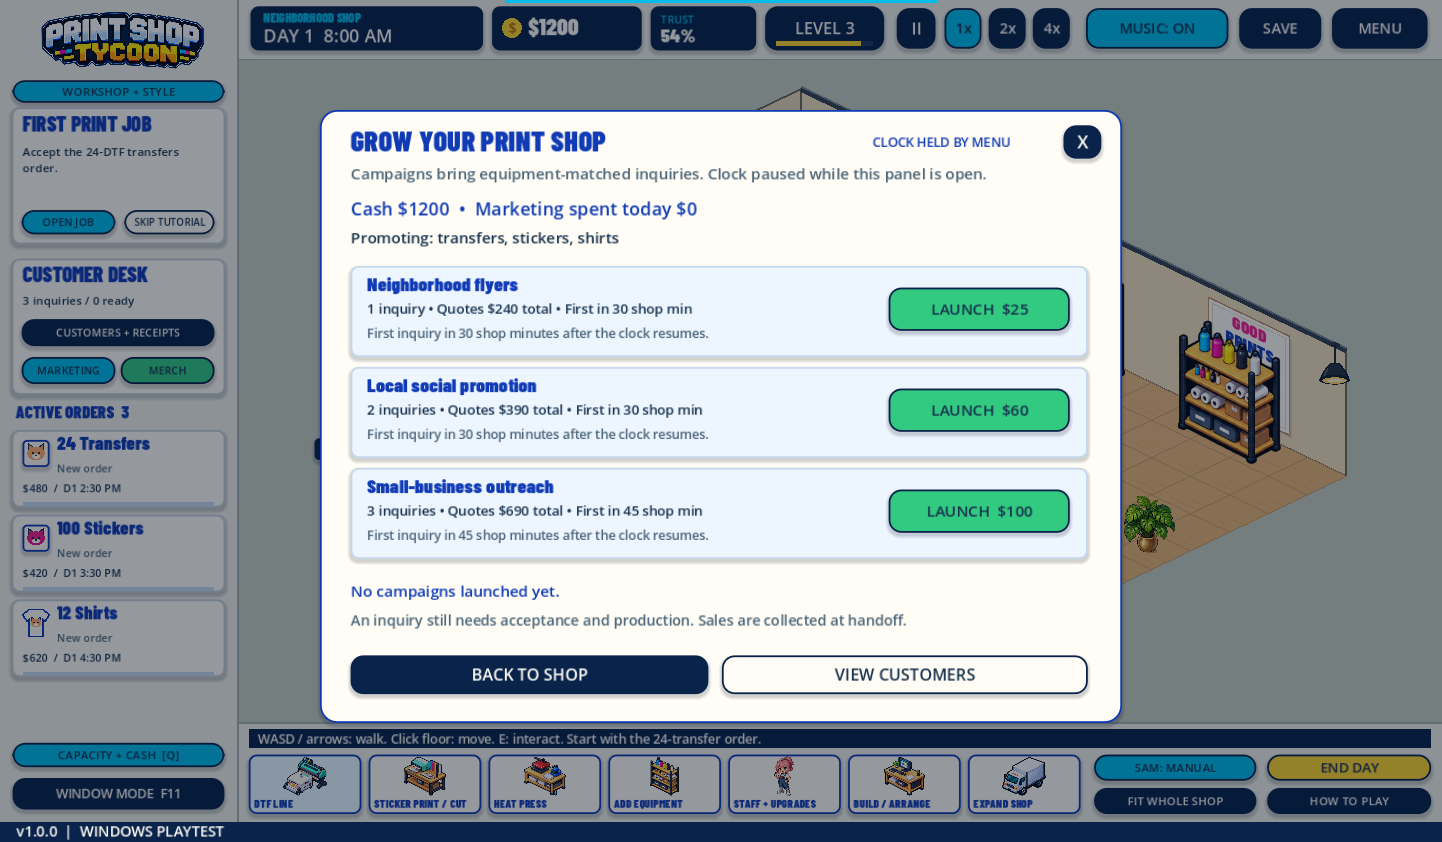 PRINT SHOP
TYCOON
WORKSHOP + STYLE
FIRST PRINT JOB
Accept the 24-DTF transfers
order.
OPEN JOB
SKIP TUTORIAL
CUSTOMER DESK
3 inquiries / 0 ready
CUSTOMERS + RECEIPTS
MARKETING
MERCH
ACTIVE ORDERS 3
24 Transfers
New order
$480 / D1 2:30 PM
100 Stickers
New order
$420 / D1 3:30 PM
12 Shirts
New order
$620 / D1 4:30 PM
CAPACITY + CASH [Q]
WINDOW MODE F11
NEIGHBORHOOD SHOP
DAY 1 8:00 AM
$ $1200
TRUST
54%
LEVEL 3
II
1x
2x
4x
MUSIC: ON
SAVE
MENU
GROW YOUR PRINT SHOP
CLOCK HELD BY MENU
X
Campaigns bring equipment-matched inquiries. Clock paused while this panel is open.
Cash $1200 • Marketing spent today $0
Promoting: transfers, stickers, shirts
Neighborhood flyers
1 inquiry • Quotes $240 total • First in 30 shop min
First inquiry in 30 shop minutes after the clock resumes.
LAUNCH $25
Local social promotion
2 inquiries • Quotes $390 total • First in 30 shop min
First inquiry in 30 shop minutes after the clock resumes.
LAUNCH $60
Small-business outreach
3 inquiries • Quotes $690 total • First in 45 shop min
First inquiry in 45 shop minutes after the clock resumes.
LAUNCH $100
No campaigns launched yet.
An inquiry still needs acceptance and production. Sales are collected at handoff.
BACK TO SHOP
VIEW CUSTOMERS
GOOD
PRINTS
WASD / arrows: walk. Click floor: move. E: interact. Start with the 24-transfer order.
DTF LINE
STICKER PRINT / CUT
HEAT PRESS
ADD EQUIPMENT
STAFF + UPGRADES
BUILD / ARRANGE
EXPAND SHOP
SAM: MANUAL
END DAY
FIT WHOLE SHOP
HOW TO PLAY
v1.0.0 | WINDOWS PLAYTEST